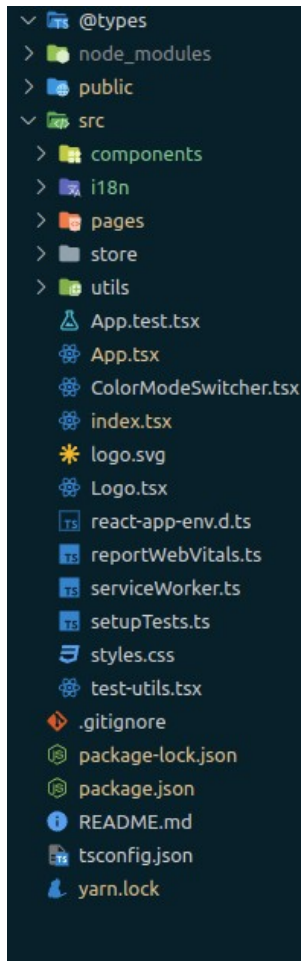 @types
node_modules
public
src
components
i18n
pages
store
utils
App.test.tsx
App.tsx
ColorModeSwitcher.tsx
index.tsx
logo.svg
Logo.tsx
react-app-env.d.ts
reportWebVitals.ts
serviceWorker.ts
setupTests.ts
styles.css
test-utils.tsx
.gitignore
package-lock.json
package.json
README.md
tsconfig.json
yarn.lock